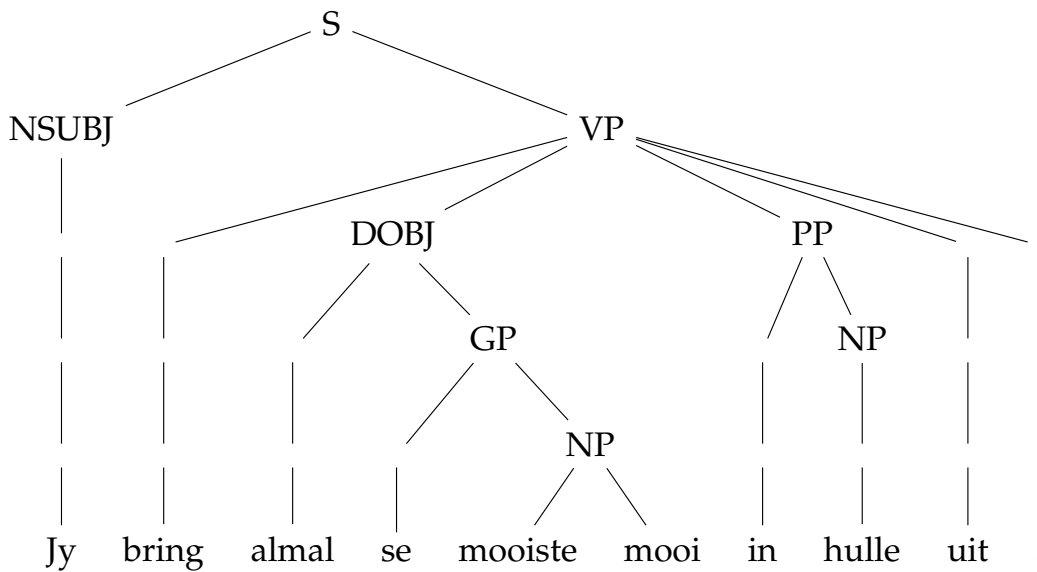 S
NSUBJ VP
DOBJ PP
GP NP
NP
Jy bring almal se mooiste mooi in hulle uit